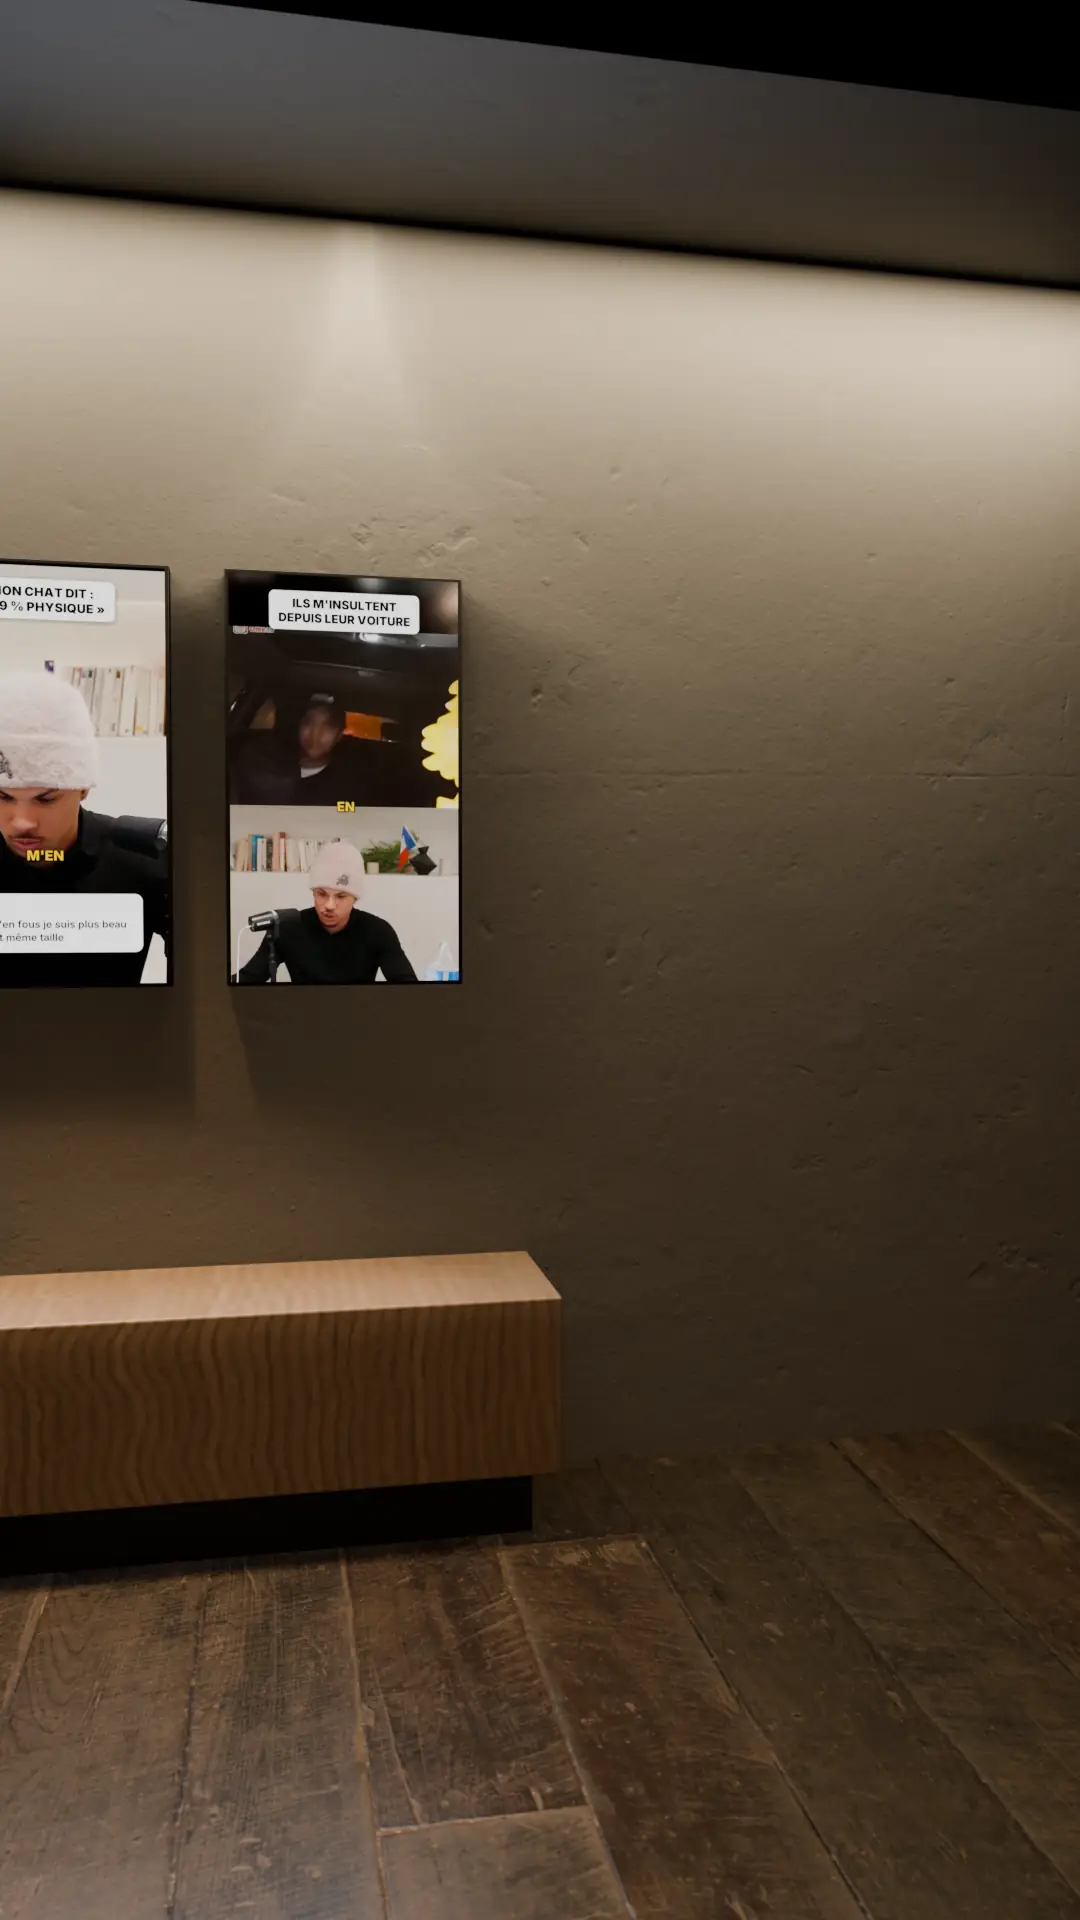 ION CHAT DIT :
9 % PHYSIQUE »
M'EN
'en fous je suis plus beau
t même taille
ILS M'INSULTENT
DEPUIS LEUR VOITURE
EN